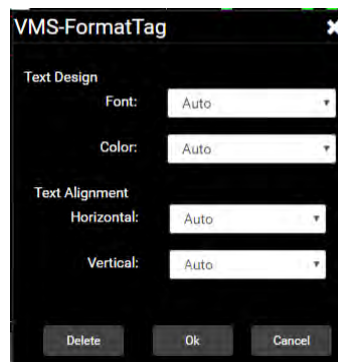 VMS-FormatTag ×
Text Design
Font: Auto
Color: Auto
Text Alignment
Horizontal: Auto
Vertical: Auto
Delete Ok Cancel